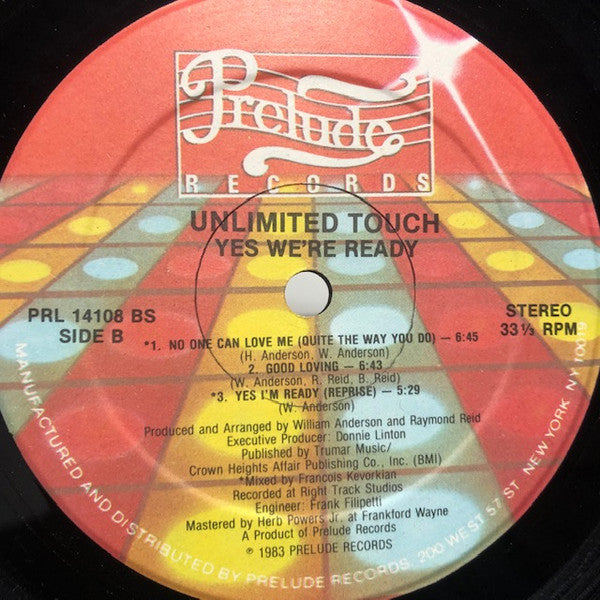 Prelude
RECORDS
UNLIMITED TOUCH
YES WE'RE READY
PRL 14108 BS
SIDE B
STEREO
33 ⅓ RPM
*1. NO ONE CAN LOVE ME (QUITE THE WAY YOU DO) — 6:45
(H. Anderson, W. Anderson)
2. GOOD LOVING — 6:43
(W. Anderson, R. Reid, B. Reid)
*3. YES I'M READY (REPRISE) — 5:29
(W. Anderson)
Produced and Arranged by William Anderson and Raymond Reid
Executive Producer: Donnie Linton
Published by Trumar Music/
Crown Heights Affair Publishing Co., Inc. (BMI)
*Mixed by Francois Kevorkian
Recorded at Right Track Studios
Engineer: Frank Filipetti
Mastered by Herb Powers Jr. at Frankford Wayne
A Product of Prelude Records
℗ 1983 PRELUDE RECORDS
MANUFACTURED AND DISTRIBUTED BY PRELUDE RECORDS, 200 WEST 57 ST NEW YORK, NY 10019